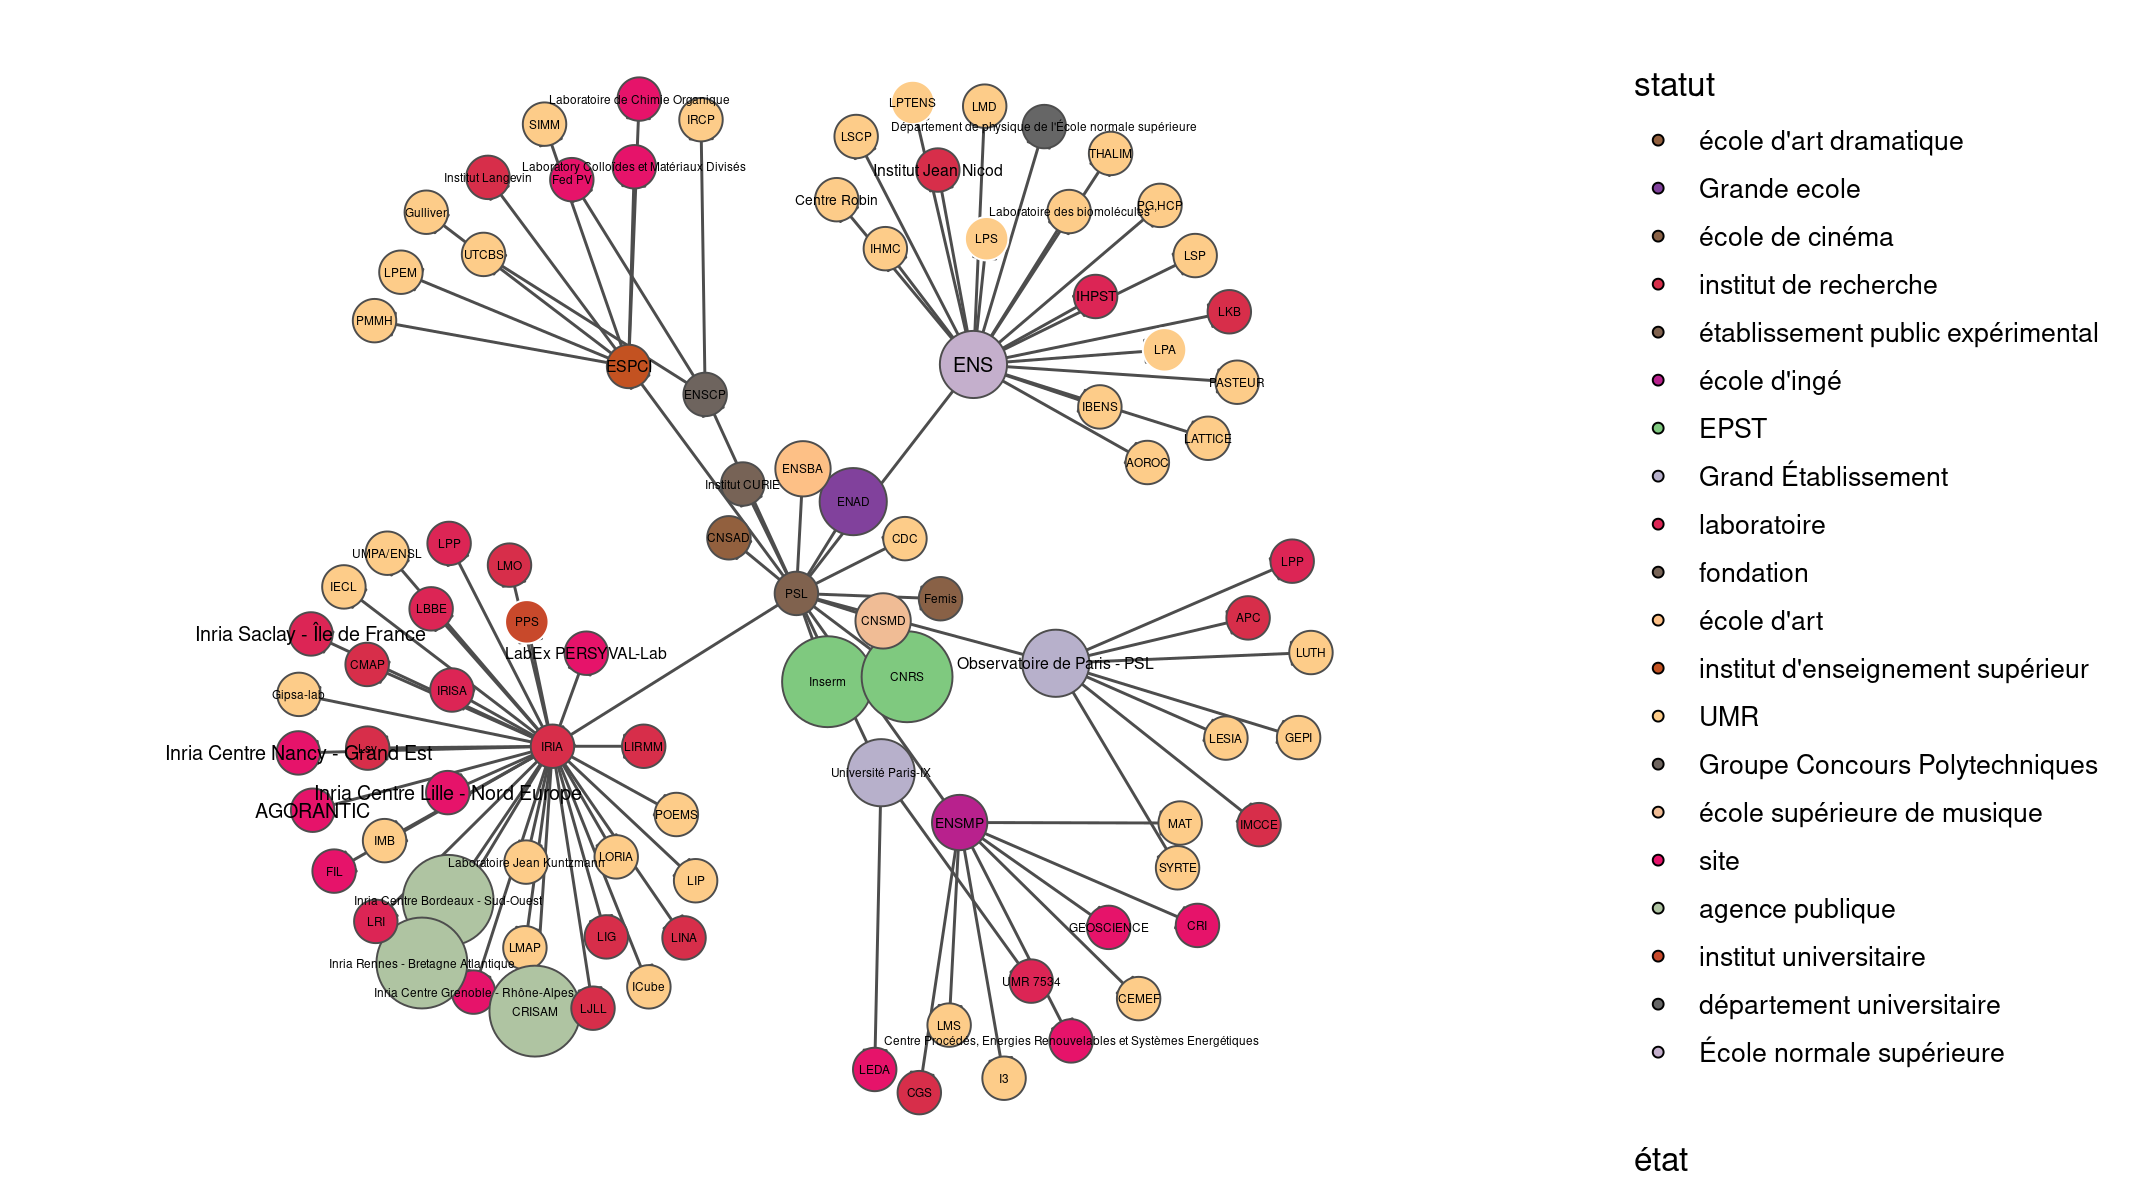 Laboratoire de Chimie Organique
SIMM
IRCP
Laboratory Colloïdes et Matériaux Divisés
Institut Langevin
Fed PV
Gulliver
UTCBS
LPEM
PMMH
ESPCI
ENSCP
LPTENS
LMD
LSCP
Département de physique de l'École normale supérieure
THALIM
Institut Jean Nicod
Centre Robin
Laboratoire des biomolécules
PG,HCP
IHMC
LPS
LSP
IHPST
LKB
LPA
ENS
PASTEUR
IBENS
LATTICE
AOROC
ENSBA
Institut CURIE
ENAD
CNSAD
CDC
PSL
Femis
CNSMD
Inserm
CNRS
Observatoire de Paris - PSL
LPP
APC
LUTH
LESIA
GEPI
IMCCE
MAT
SYRTE
UMPA/ENSL
LPP
LMO
IECL
LBBE
PPS
Inria Saclay - Île de France
LabEx PERSYVAL-Lab
CMAP
IRISA
Gipsa-lab
Inria Centre Nancy - Grand Est
Lsv
IRIA
LIRMM
Inria Centre Lille - Nord Europe
AGORANTIC
POEMS
IMB
FIL
Laboratoire Jean Kuntzmann
LORIA
LIP
Inria Centre Bordeaux - Sud-Ouest
LRI
LMAP
LIG
LINA
Inria Rennes - Bretagne Atlantique
Inria Centre Grenoble - Rhône-Alpes
ICube
CRISAM
LJLL
Université Paris-IX
ENSMP
GEOSCIENCE
CRI
UMR 7534
CEMEF
LMS
Centre Procédés, Energies Renouvelables et Systèmes Energétiques
LEDA
I3
CGS
statut
école d'art dramatique
Grande ecole
école de cinéma
institut de recherche
établissement public expérimental
école d'ingé
EPST
Grand Établissement
laboratoire
fondation
école d'art
institut d'enseignement supérieur
UMR
Groupe Concours Polytechniques
école supérieure de musique
site
agence publique
institut universitaire
département universitaire
École normale supérieure
état